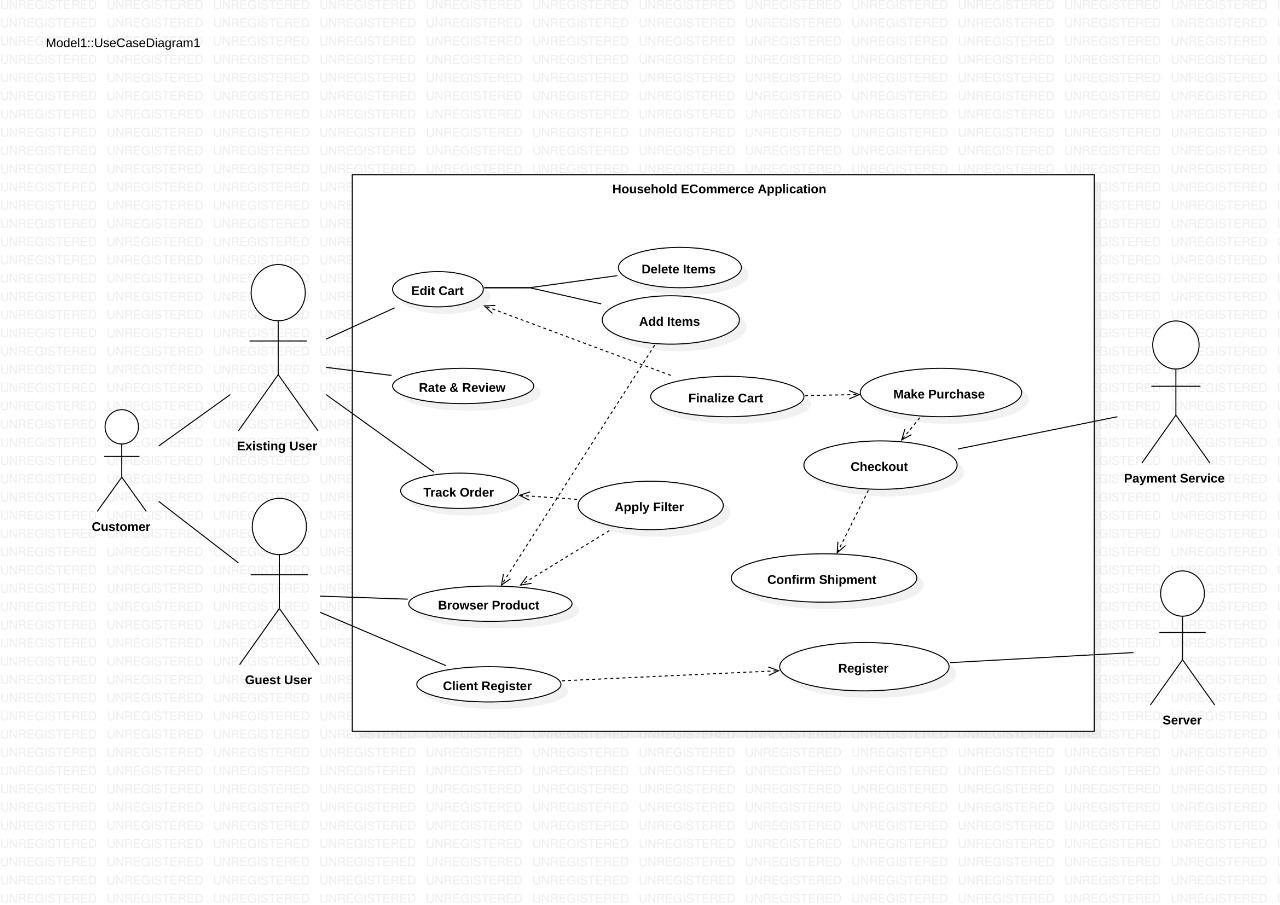 Model1::UseCaseDiagram1
Household ECommerce Application
Delete Items
Edit Cart
Add Items
Rate & Review
Finalize Cart
Make Purchase
Existing User
Checkout
Payment Service
Track Order
Apply Filter
Customer
Confirm Shipment
Browser Product
Register
Guest User
Client Register
Server
UNREGISTERED